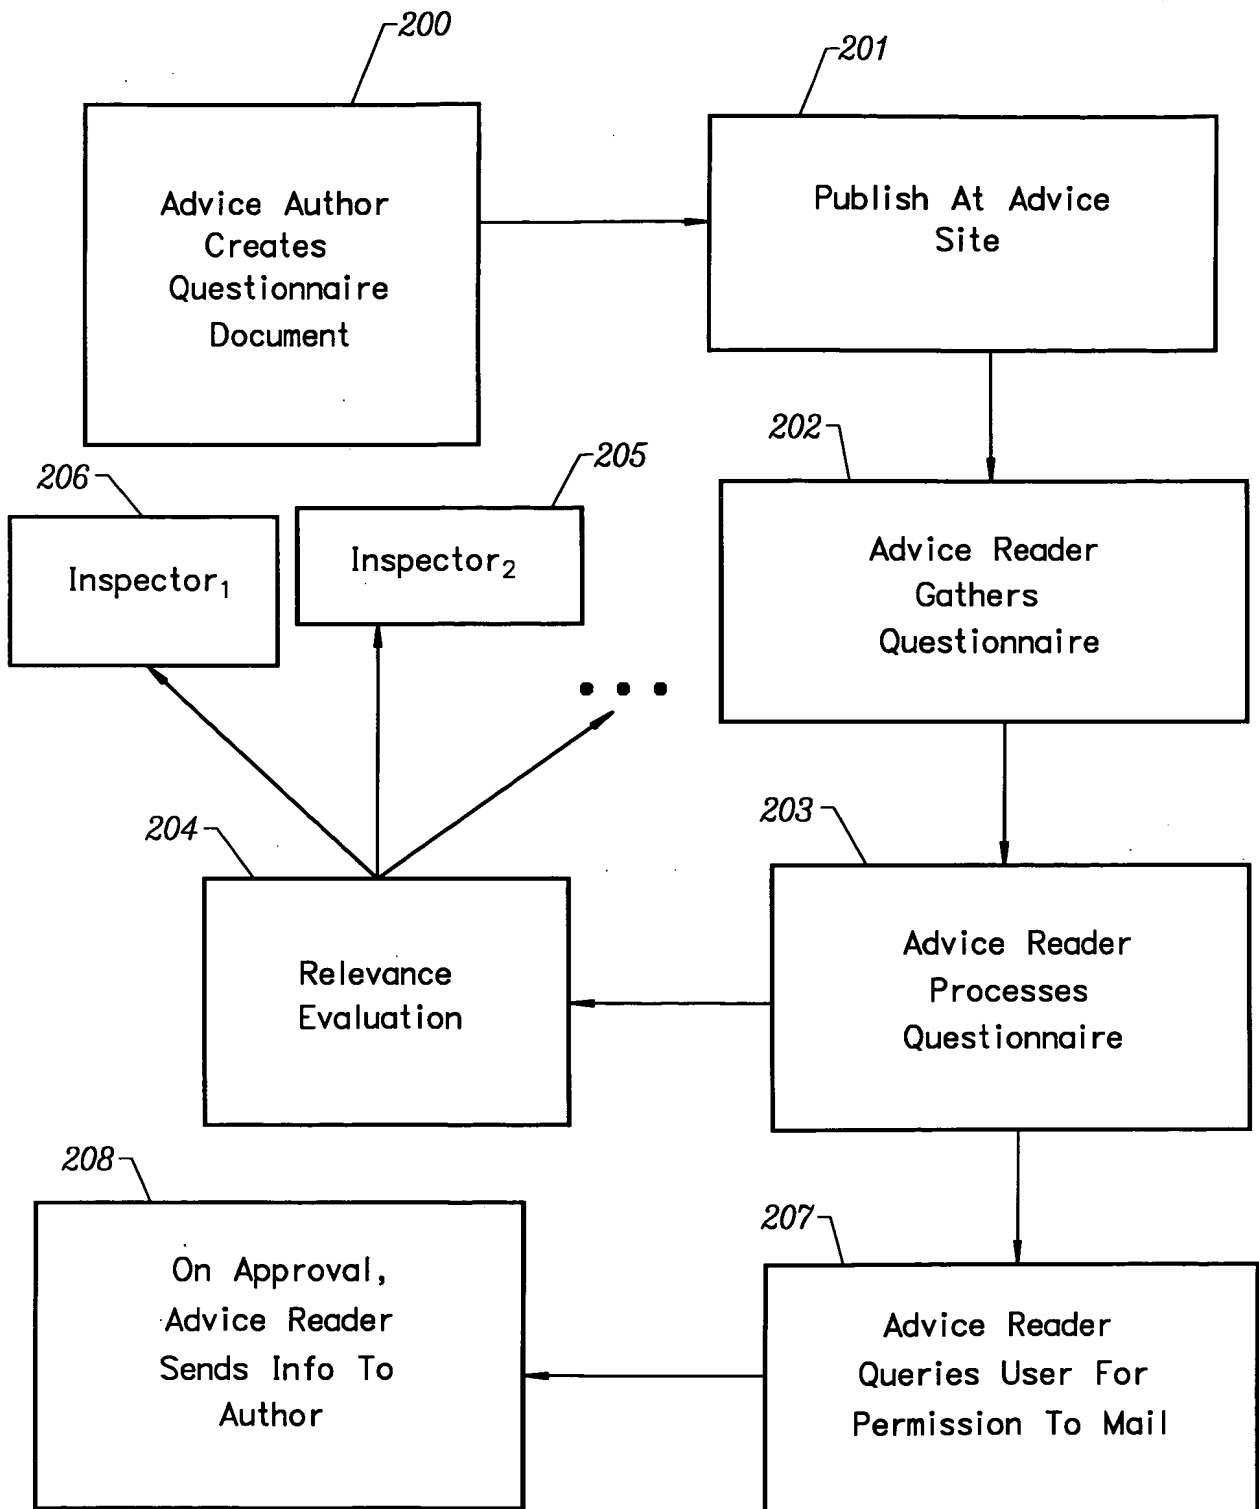 200
Advice Author
Creates
Questionnaire
Document
201
Publish At Advice
Site
202
Advice Reader
Gathers
Questionnaire
206
Inspector₁
205
Inspector₂
• • •
203
Advice Reader
Processes
Questionnaire
204
Relevance
Evaluation
207
Advice Reader
Queries User For
Permission To Mail
208
On Approval,
Advice Reader
Sends Info To
Author